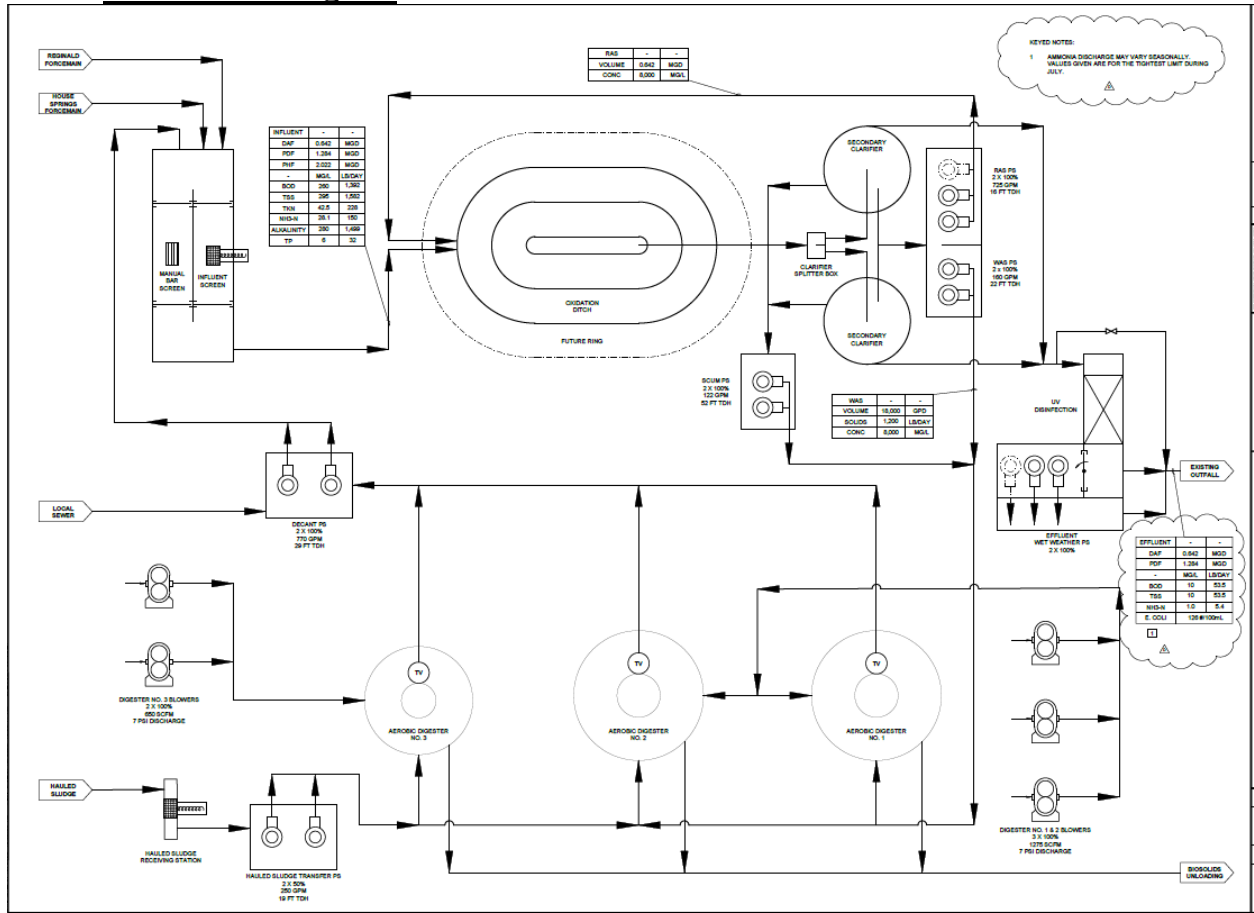 REGINALD
FORCEMAIN
HOUSE
SPRINGS
FORCEMAIN
RAS - -
VOLUME 0.642 MGD
CONC 8,000 MG/L
KEYED NOTES:
1 AMMONIA DISCHARGE MAY VARY SEASONALLY.
VALUES GIVEN ARE FOR THE TIGHTEST LIMIT DURING
JULY.
INFLUENT - -
DAF 0.642 MGD
PDF 1.284 MGD
PHF 2.022 MGD
- MG/L LB/DAY
BOD 260 1,392
TSS 295 1,582
TKN 42.5 228
NH3-N 28.1 150
ALKALINITY 280 1,499
TP 6 32
MANUAL
BAR
SCREEN
INFLUENT
SCREEN
OXIDATION
DITCH
FUTURE RING
SECONDARY
CLARIFIER
CLARIFIER
SPLITTER BOX
SECONDARY
CLARIFIER
RAS PS
2 X 100%
725 GPM
16 FT TDH
WAS PS
2 x 100%
160 GPM
22 FT TDH
SCUM PS
2 X 100%
122 GPM
52 FT TDH
WAS - -
VOLUME 18,000 GPD
SOLIDS 1,200 LB/DAY
CONC 8,000 MG/L
UV
DISINFECTION
EXISTING
OUTFALL
EFFLUENT
WET WEATHER PS
2 X 100%
EFFLUENT - -
DAF 0.642 MGD
PDF 1.284 MGD
- MG/L LB/DAY
BOD 10 53.5
TSS 10 53.5
NH3-N 1.0 5.4
E. COLI 126 #/100mL
1
LOCAL
SEWER
DECANT PS
2 X 100%
770 GPM
29 FT TDH
DIGESTER NO. 3 BLOWERS
2 X 100%
650 SCFM
7 PSI DISCHARGE
TV
AEROBIC DIGESTER
NO. 3
TV
AEROBIC DIGESTER
NO. 2
TV
AEROBIC DIGESTER
NO. 1
DIGESTER NO. 1 & 2 BLOWERS
3 X 100%
1275 SCFM
7 PSI DISCHARGE
HAULED
SLUDGE
HAULED SLUDGE
RECEIVING STATION
HAULED SLUDGE TRANSFER PS
2 X 50%
250 GPM
19 FT TDH
BIOSOLIDS
UNLOADING